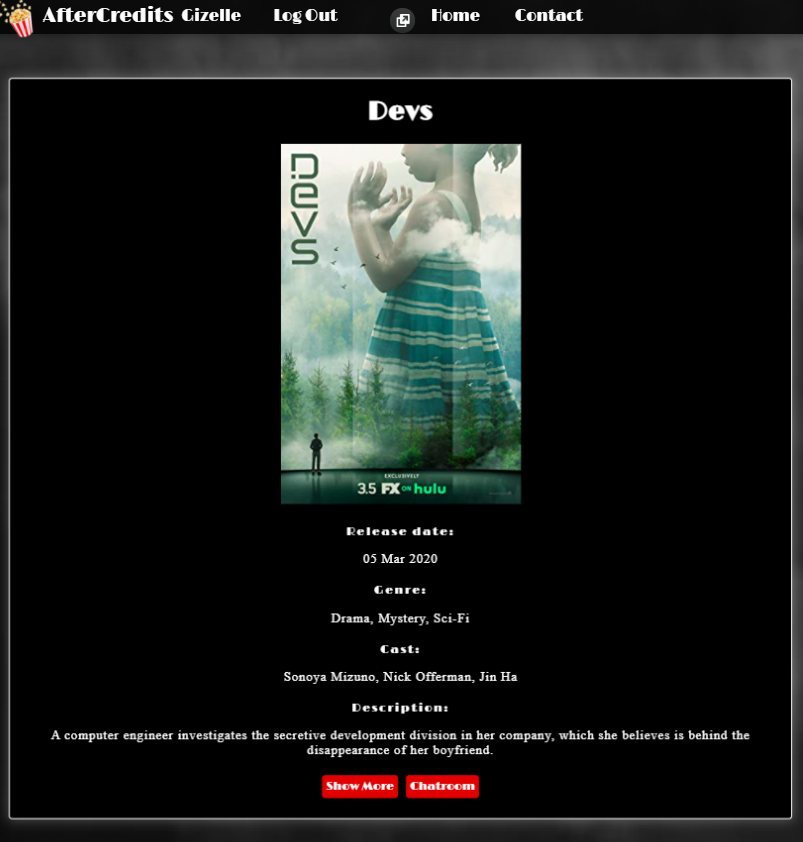 AfterCredits Gizelle Log Out Home Contact
Devs
DEVS
EXCLUSIVELY
3.5 FX ON hulu
Release date:
05 Mar 2020
Genre:
Drama, Mystery, Sci-Fi
Cast:
Sonoya Mizuno, Nick Offerman, Jin Ha
Description:
A computer engineer investigates the secretive development division in her company, which she believes is behind the
disappearance of her boyfriend.
Show More Chatroom